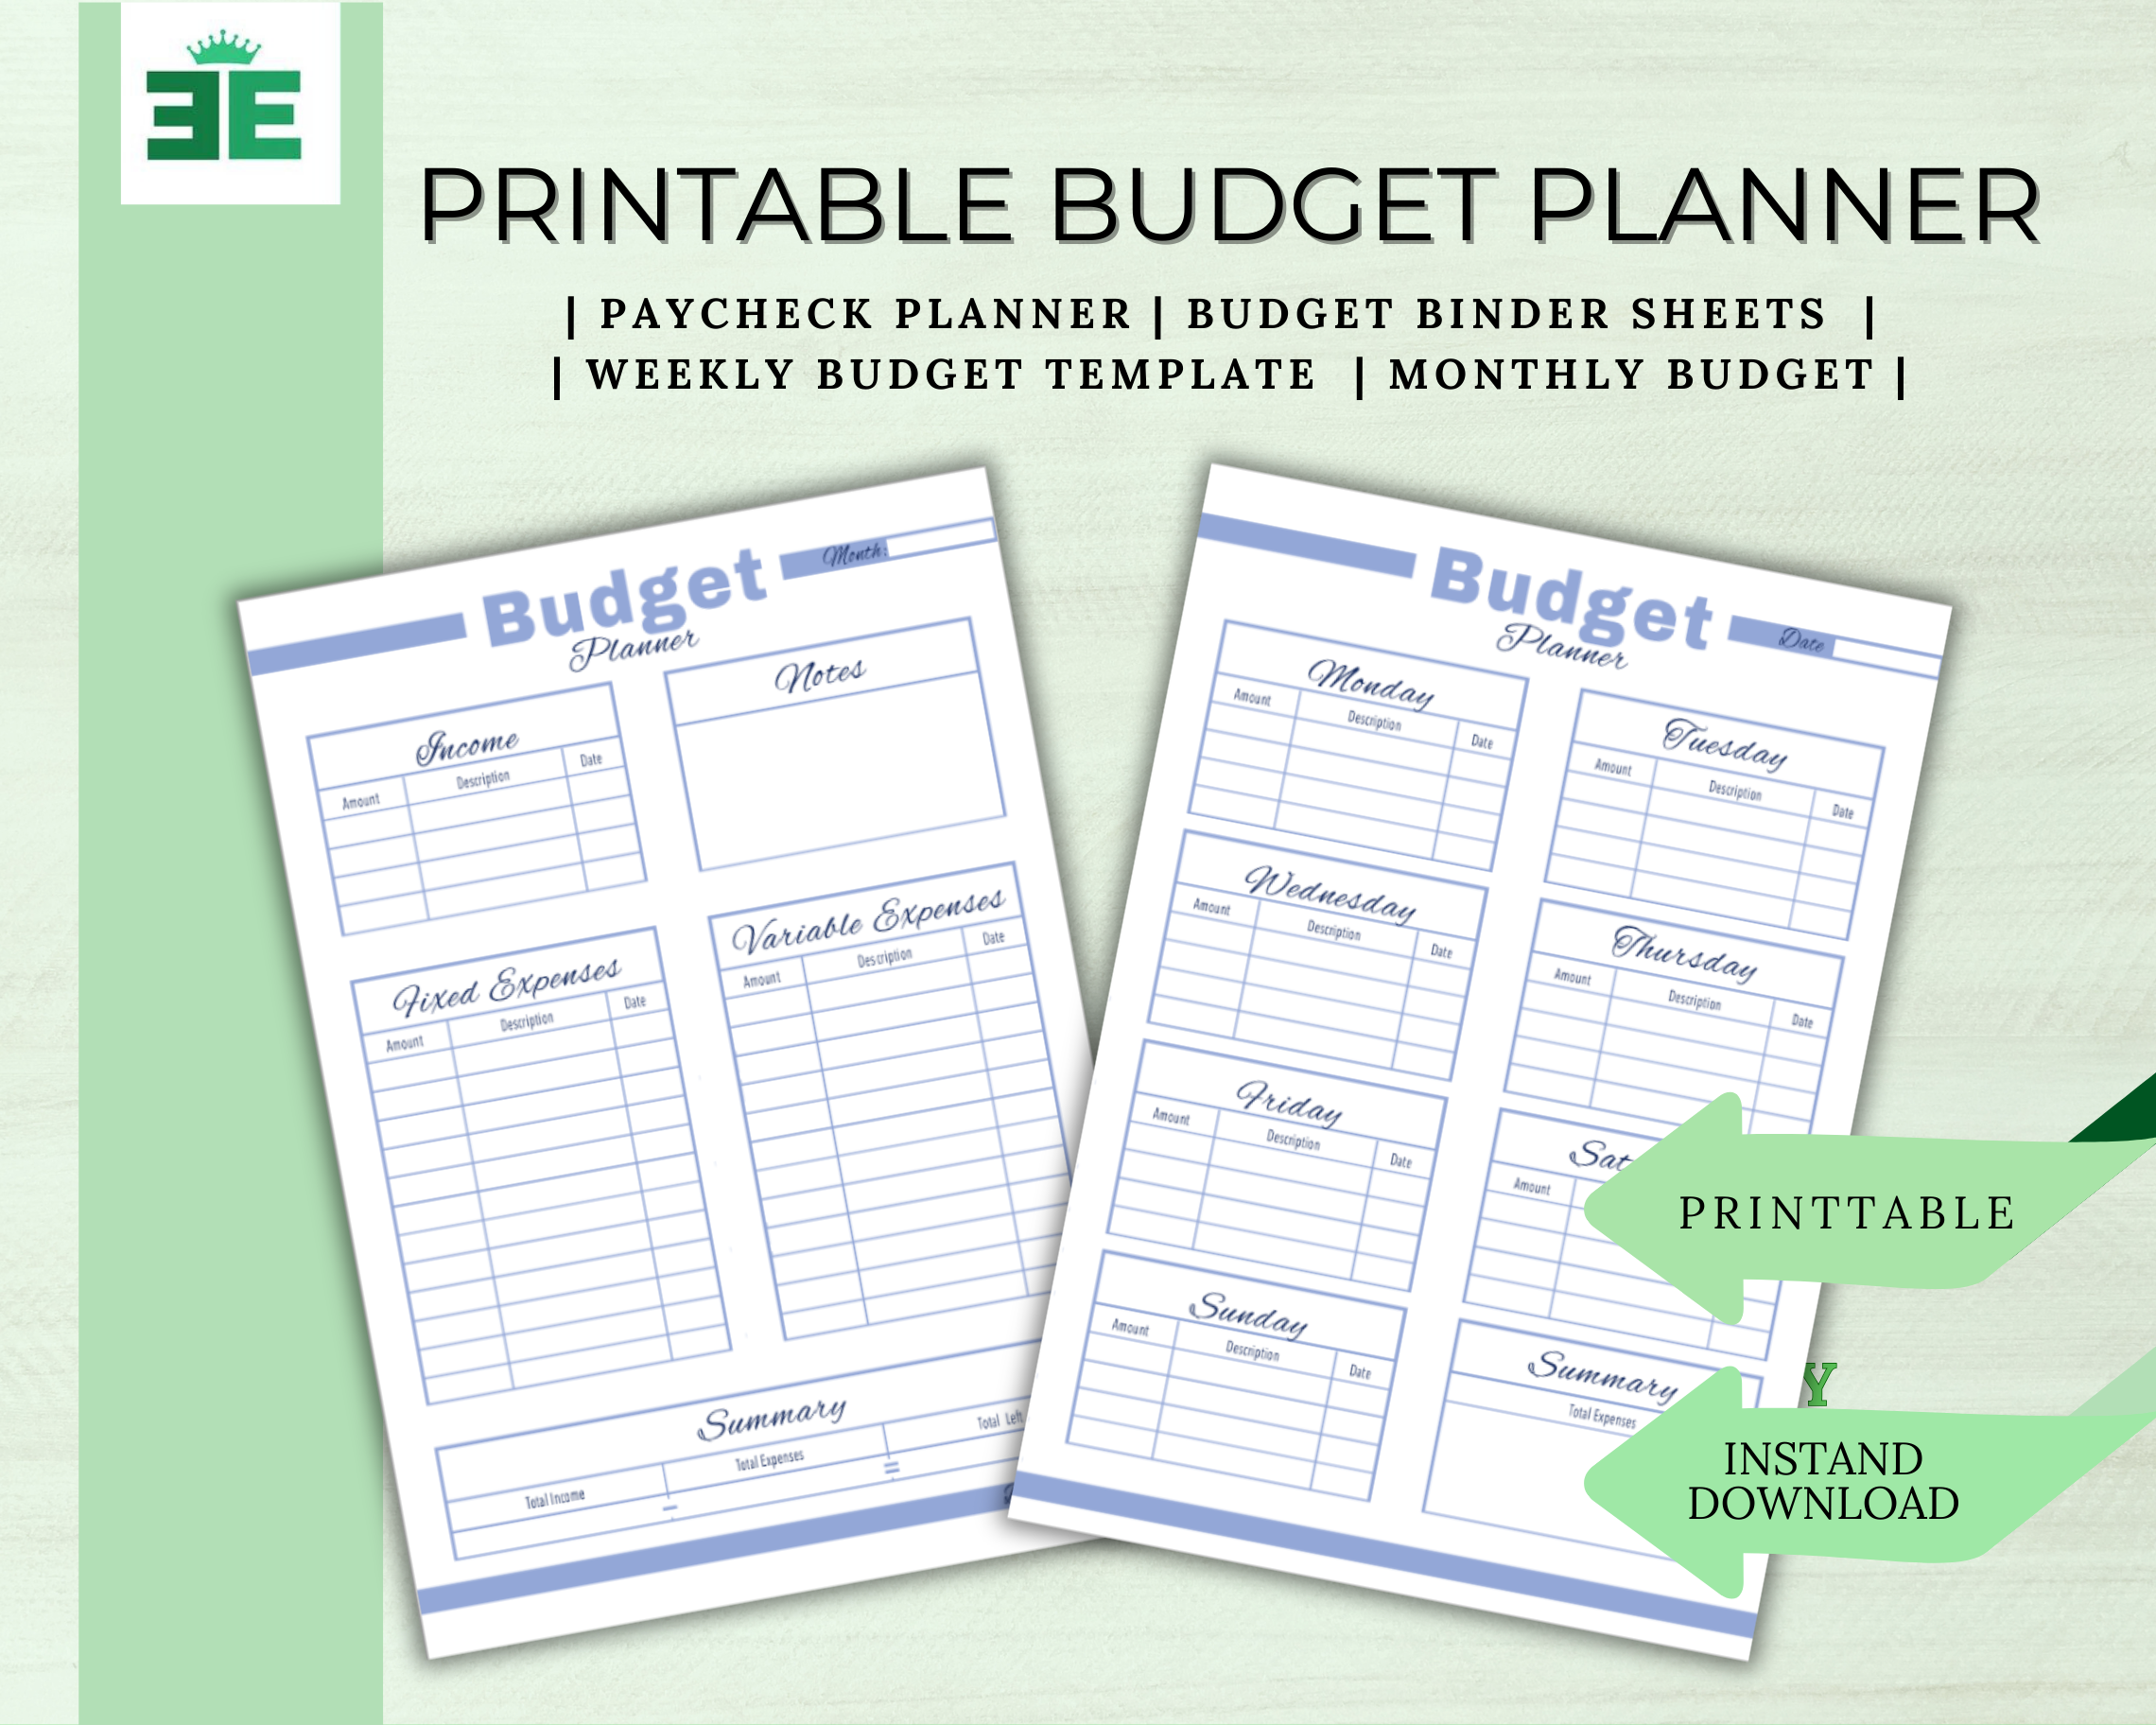 ƎE
PRINTABLE BUDGET PLANNER
| PAYCHECK PLANNER | BUDGET BINDER SHEETS |
| WEEKLY BUDGET TEMPLATE | MONTHLY BUDGET |
Budget
Planner
Month:
Income
Amount Description Date
Notes
Fixed Expenses
Amount Description Date
Variable Expenses
Amount Description Date
Summary
Total Income Total Expenses Total Left
- =
Budget
Planner
Date
Monday
Amount Description Date
Tuesday
Amount Description Date
Wednesday
Amount Description Date
Thursday
Amount Description Date
Friday
Amount Description Date
Sat
Amount
Sunday
Amount Description Date
Summary
Total Expenses
PRINTTABLE
Y
INSTAND
DOWNLOAD